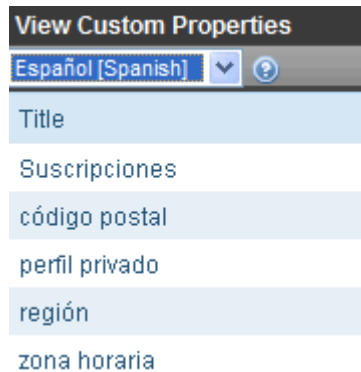 View Custom Properties
Español [Spanish]
Title
Suscripciones
código postal
perfil privado
región
zona horaria